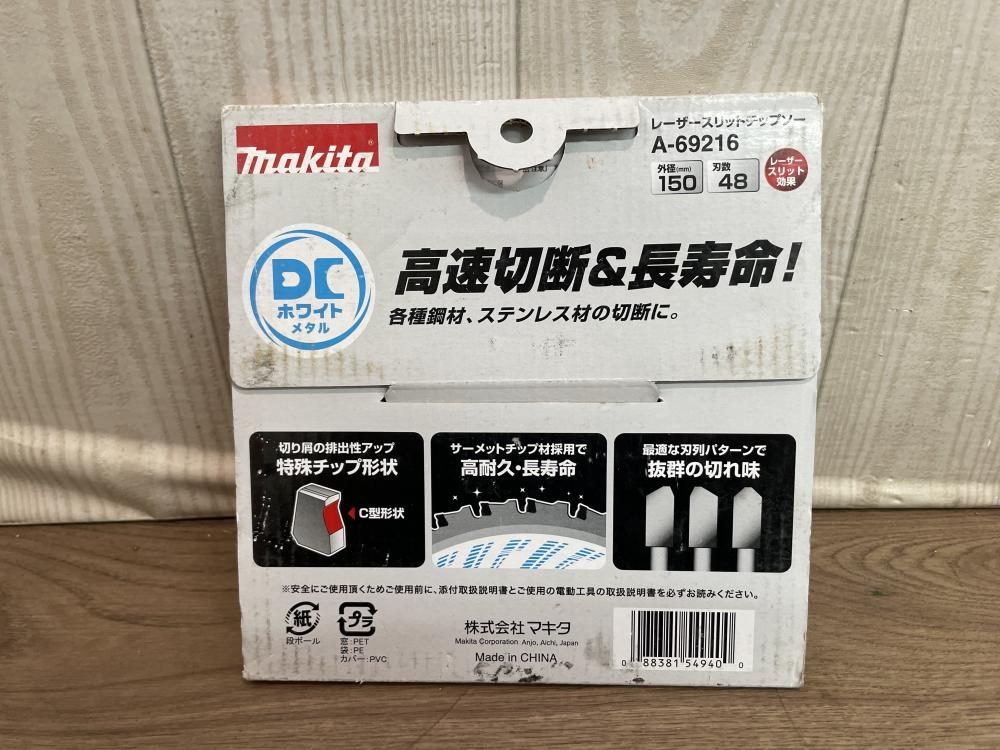 makita
レーザースリットチップソー
A-69216
外径(mm)
150
刃数
48
レーザー
スリット
効果
DC
ホワイト
メタル
高速切断&長寿命!
各種鋼材、ステンレス材の切断に。
切り屑の排出性アップ
特殊チップ形状
C型形状
サーメットチップ材採用で
高耐久・長寿命
最適な刃列パターンで
抜群の切れ味
※安全にご使用頂くためご使用前に、添付取扱説明書とご使用の電動工具の取扱説明書を必ずお読みください。
紙
段ボール
プラ
窓:PET
袋:PE
カバー:PVC
株式会社マキタ
Makita Corporation Anjo, Aichi, Japan
Made in CHINA
0 88381 54940 0